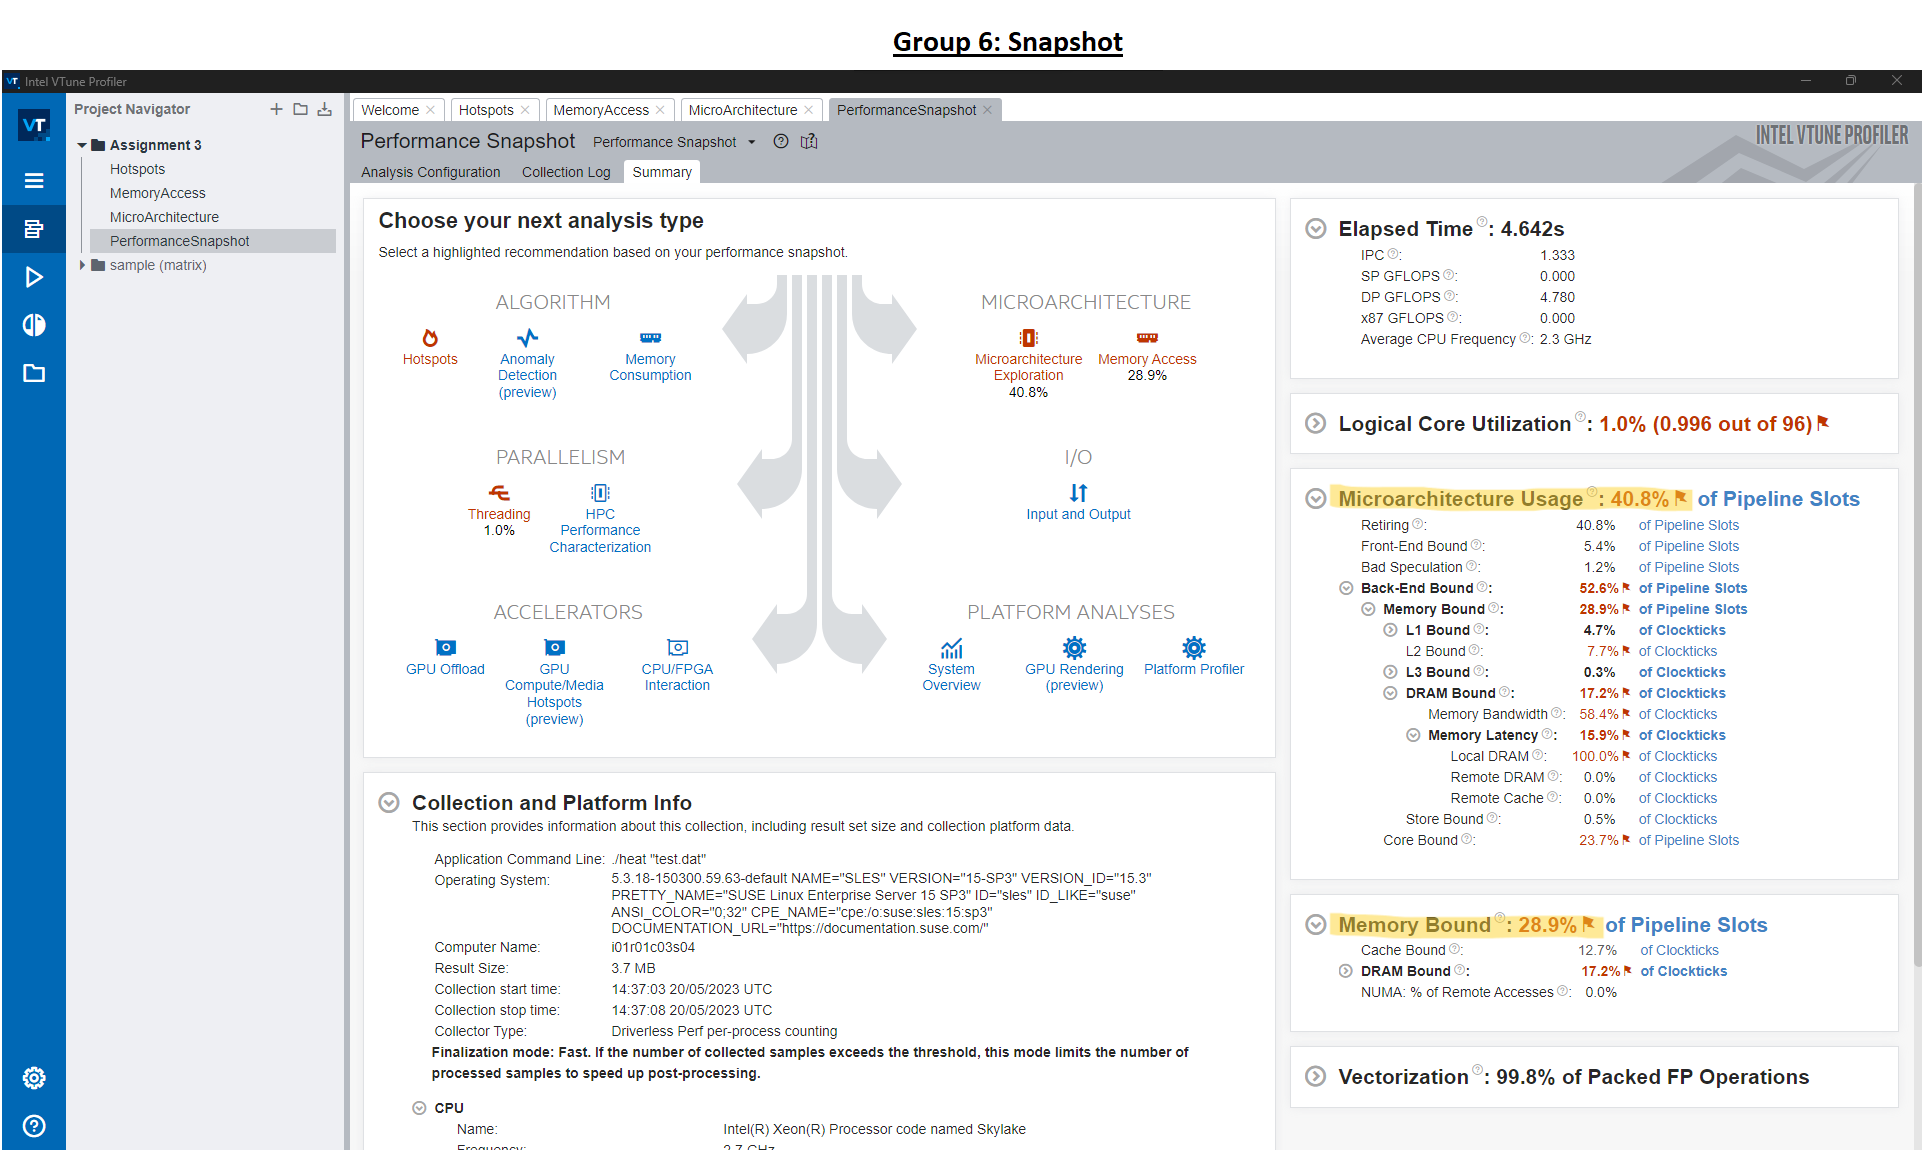 Group 6: Snapshot
VT Intel VTune Profiler
VT
Project Navigator
Assignment 3
Hotspots
MemoryAccess
MicroArchitecture
PerformanceSnapshot
sample (matrix)
Welcome
Hotspots
MemoryAccess
MicroArchitecture
PerformanceSnapshot
Performance Snapshot
Performance Snapshot
INTEL VTUNE PROFILER
Analysis Configuration
Collection Log
Summary
Choose your next analysis type
Select a highlighted recommendation based on your performance snapshot.
ALGORITHM
Hotspots
Anomaly
Detection
(preview)
Memory
Consumption
MICROARCHITECTURE
Microarchitecture
Exploration
40.8%
Memory Access
28.9%
PARALLELISM
Threading
1.0%
HPC
Performance
Characterization
I/O
Input and Output
ACCELERATORS
GPU Offload
GPU
Compute/Media
Hotspots
(preview)
CPU/FPGA
Interaction
PLATFORM ANALYSES
System
Overview
GPU Rendering
(preview)
Platform Profiler
Collection and Platform Info
This section provides information about this collection, including result set size and collection platform data.
Application Command Line: ./heat "test.dat"
Operating System: 5.3.18-150300.59.63-default NAME="SLES" VERSION="15-SP3" VERSION_ID="15.3"
PRETTY_NAME="SUSE Linux Enterprise Server 15 SP3" ID="sles" ID_LIKE="suse"
ANSI_COLOR="0;32" CPE_NAME="cpe:/o:suse:sles:15:sp3"
DOCUMENTATION_URL="https://documentation.suse.com/"
Computer Name: i01r01c03s04
Result Size: 3.7 MB
Collection start time: 14:37:03 20/05/2023 UTC
Collection stop time: 14:37:08 20/05/2023 UTC
Collector Type: Driverless Perf per-process counting
Finalization mode: Fast. If the number of collected samples exceeds the threshold, this mode limits the number of
processed samples to speed up post-processing.
CPU
Name: Intel(R) Xeon(R) Processor code named Skylake
Frequency: 2.7 GHz
Elapsed Time: 4.642s
IPC: 1.333
SP GFLOPS: 0.000
DP GFLOPS: 4.780
x87 GFLOPS: 0.000
Average CPU Frequency: 2.3 GHz
Logical Core Utilization: 1.0% (0.996 out of 96)
Microarchitecture Usage: 40.8% of Pipeline Slots
Retiring: 40.8% of Pipeline Slots
Front-End Bound: 5.4% of Pipeline Slots
Bad Speculation: 1.2% of Pipeline Slots
Back-End Bound: 52.6% of Pipeline Slots
Memory Bound: 28.9% of Pipeline Slots
L1 Bound: 4.7% of Clockticks
L2 Bound: 7.7% of Clockticks
L3 Bound: 0.3% of Clockticks
DRAM Bound: 17.2% of Clockticks
Memory Bandwidth: 58.4% of Clockticks
Memory Latency: 15.9% of Clockticks
Local DRAM: 100.0% of Clockticks
Remote DRAM: 0.0% of Clockticks
Remote Cache: 0.0% of Clockticks
Store Bound: 0.5% of Clockticks
Core Bound: 23.7% of Pipeline Slots
Memory Bound: 28.9% of Pipeline Slots
Cache Bound: 12.7% of Clockticks
DRAM Bound: 17.2% of Clockticks
NUMA: % of Remote Accesses: 0.0%
Vectorization: 99.8% of Packed FP Operations